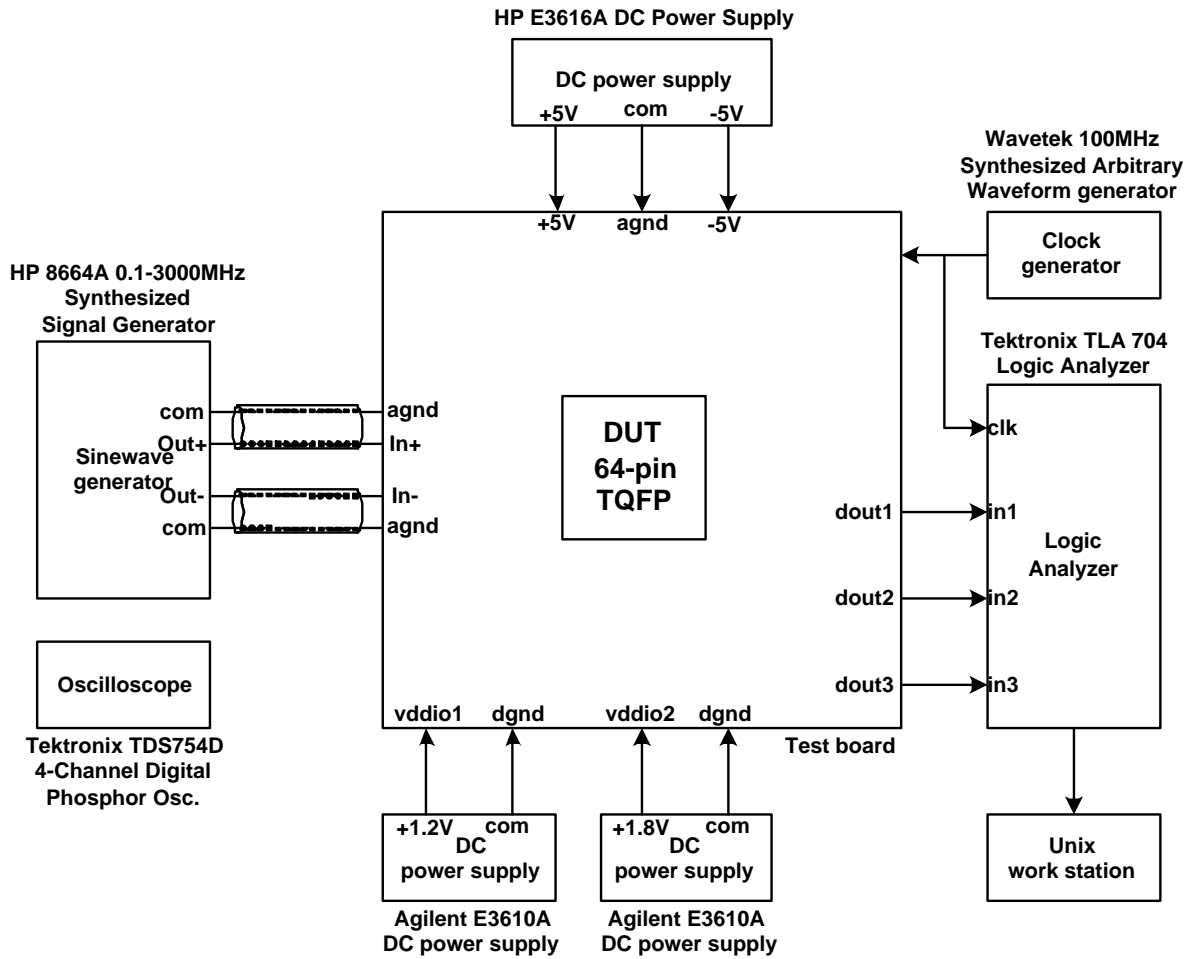 HP E3616A DC Power Supply
DC power supply
+5V com -5V
Wavetek 100MHz
Synthesized Arbitrary
Waveform generator
+5V agnd -5V
Clock
generator
HP 8664A 0.1-3000MHz
Synthesized
Signal Generator
Tektronix TLA 704
Logic Analyzer
com
Out+
Sinewave
generator
Out-
com
agnd
In+
In-
agnd
DUT
64-pin
TQFP
clk
dout1
in1
Logic
Analyzer
dout2
in2
dout3
in3
Oscilloscope
Tektronix TDS754D
4-Channel Digital
Phosphor Osc.
vddio1 dgnd vddio2 dgnd
Test board
+1.2V com
DC
power supply
Agilent E3610A
DC power supply
+1.8V com
DC
power supply
Agilent E3610A
DC power supply
Unix
work station